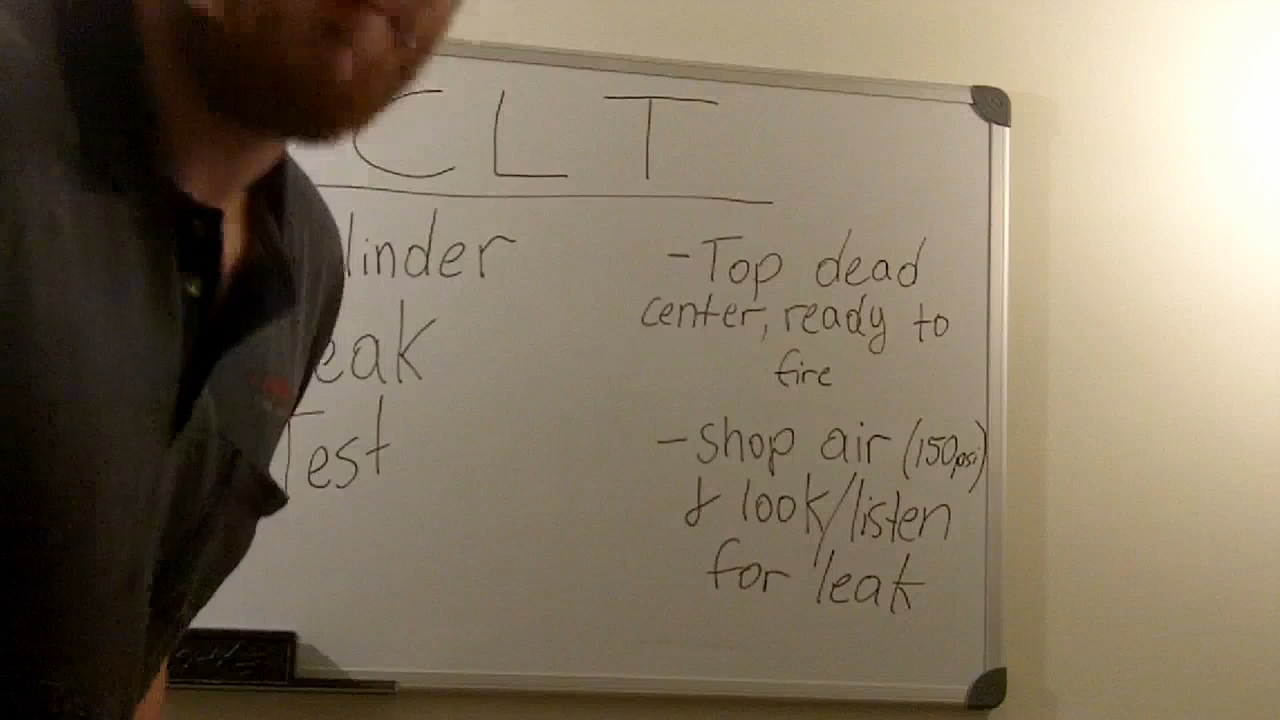 CLT
linder
eak
Test
- Top dead
center, ready to
fire
- shop air (150psi)
& look/listen
for leak